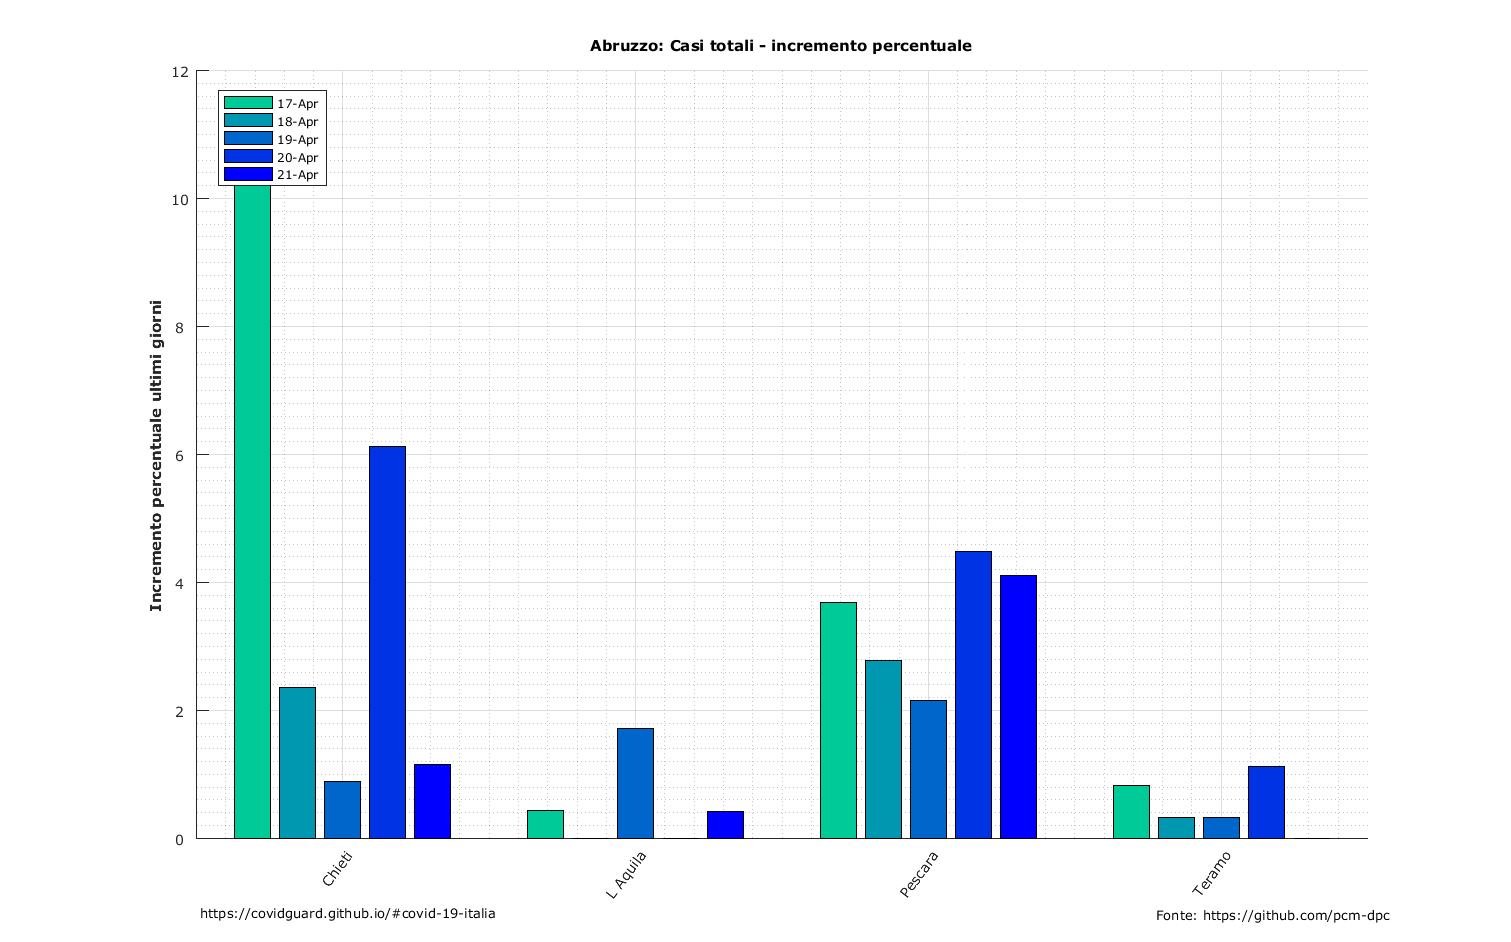 Abruzzo: Casi totali - incremento percentuale
12
10
8
6
4
2
0
17-Apr
18-Apr
19-Apr
20-Apr
21-Apr
Incremento percentuale ultimi giorni
Chieti
L Aquila
Pescara
Teramo
https://covidguard.github.io/#covid-19-italia
Fonte: https://github.com/pcm-dpc